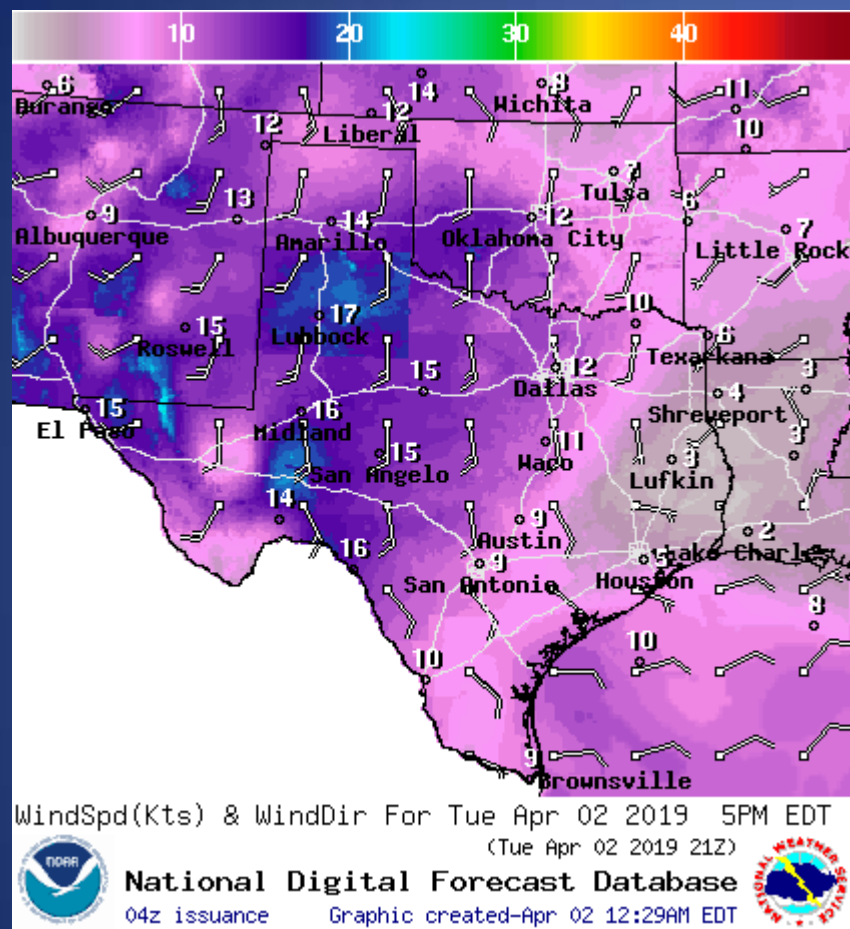 10 20 30 40
6 14 8 11
Durango Wichita
12 12 10
Liberal
7
Tulsa
9 13 14 12 6 7
Albuquerque Amarillo Oklahoma City Little Rock
15 17 10 6
Roswell Lubbock Texarkana
15 12 4 3
Dallas Shreveport
15 16 15 11 3 3
El Paso Midland San Angelo Waco Lufkin
14 9 2
Austin Lake Charles
16 9 5
San Antonio Houston
8
10 10
9
Brownsville
WindSpd(Kts) & WindDir For Tue Apr 02 2019 5PM EDT
(Tue Apr 02 2019 21Z)
NOAA
National Digital Forecast Database
04z issuance Graphic created-Apr 02 12:29AM EDT
NATIONAL WEATHER SERVICE